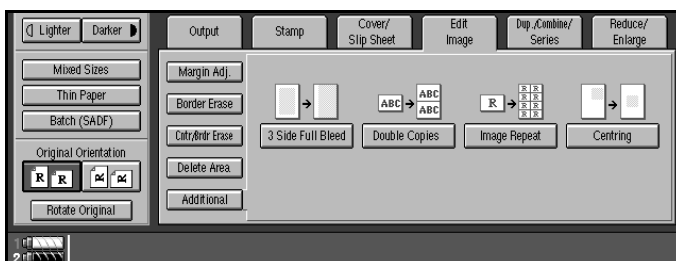 Lighter Darker
Mixed Sizes
Thin Paper
Batch (SADF)
Original Orientation
R R R R
Rotate Original
Output
Stamp
Cover/
Slip Sheet
Edit
Image
Dup./Combine/
Series
Reduce/
Enlarge
Margin Adj.
Border Erase
Cntr/Brdr Erase
Delete Area
Additional
3 Side Full Bleed
ABC ABC
ABC
Double Copies
R R R
R R
R R
R R
Image Repeat
Centring
1
2